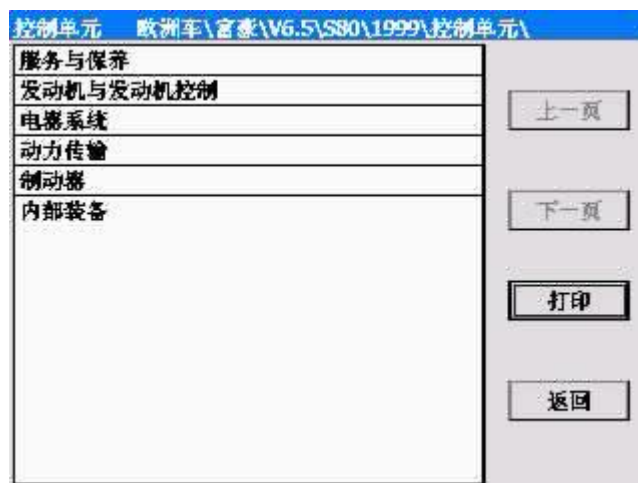 控制单元 欧洲车\富豪\V6.5\S80\1999\控制单元\
服务与保养
发动机与发动机控制
电器系统
动力传输
制动器
内部装备
上一页
下一页
打印
返回